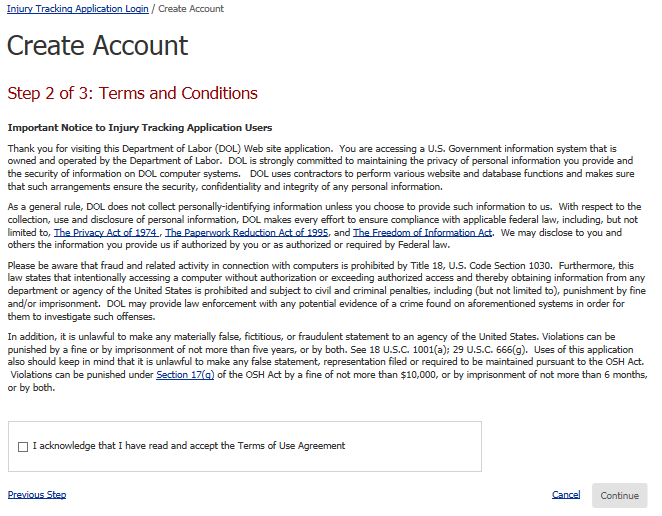 Injury Tracking Application Login / Create Account
Create Account
Step 2 of 3: Terms and Conditions
Important Notice to Injury Tracking Application Users
Thank you for visiting this Department of Labor (DOL) Web site application. You are accessing a U.S. Government information system that is
owned and operated by the Department of Labor. DOL is strongly committed to maintaining the privacy of personal information you provide and
the security of information on DOL computer systems. DOL uses contractors to perform various website and database functions and makes sure
that such arrangements ensure the security, confidentiality and integrity of any personal information.
As a general rule, DOL does not collect personally-identifying information unless you choose to provide such information to us. With respect to the
collection, use and disclosure of personal information, DOL makes every effort to ensure compliance with applicable federal law, including, but not
limited to, The Privacy Act of 1974 , The Paperwork Reduction Act of 1995, and The Freedom of Information Act. We may disclose to you and
others the information you provide us if authorized by you or as authorized or required by Federal law.
Please be aware that fraud and related activity in connection with computers is prohibited by Title 18, U.S. Code Section 1030. Furthermore, this
law states that intentionally accessing a computer without authorization or exceeding authorized access and thereby obtaining information from any
department or agency of the United States is prohibited and subject to civil and criminal penalties, including (but not limited to), punishment by fine
and/or imprisonment. DOL may provide law enforcement with any potential evidence of a crime found on aforementioned systems in order for
them to investigate such offenses.
In addition, it is unlawful to make any materially false, fictitious, or fraudulent statement to an agency of the United States. Violations can be
punished by a fine or by imprisonment of not more than five years, or by both. See 18 U.S.C. 1001(a); 29 U.S.C. 666(g). Uses of this application
also should keep in mind that it is unlawful to make any false statement, representation filed or required to be maintained pursuant to the OSH Act.
Violations can be punished under Section 17(g) of the OSH Act by a fine of not more than $10,000, or by imprisonment of not more than 6 months,
or by both.
I acknowledge that I have read and accept the Terms of Use Agreement
Previous Step
Cancel
Continue